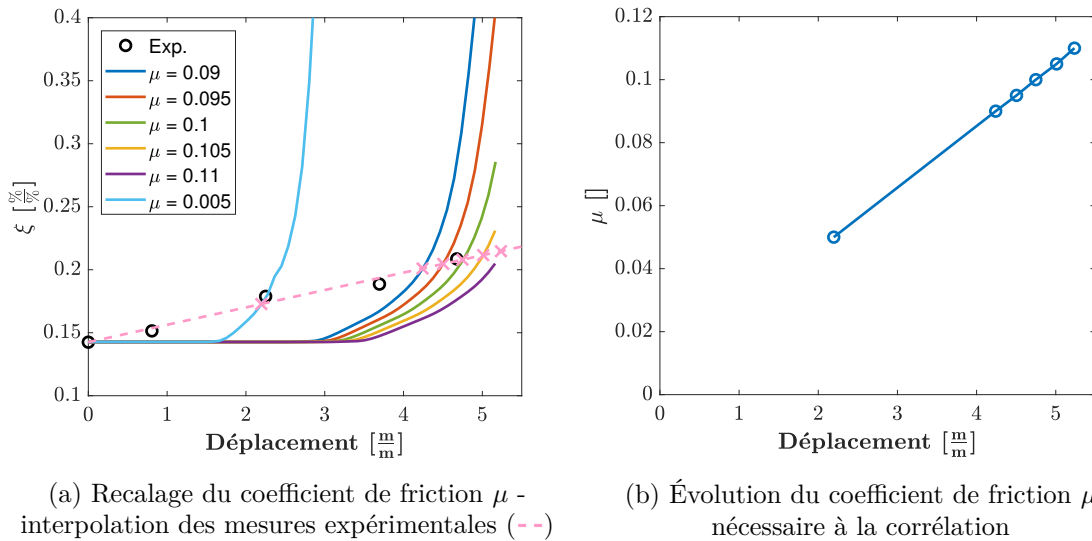 0.4
0.35
0.3
0.25
0.2
0.15
0.1
ξ [%/%]
Exp.
μ = 0.09
μ = 0.095
μ = 0.1
μ = 0.105
μ = 0.11
μ = 0.005
0 1 2 3 4 5
Déplacement [m/m]
(a) Recalage du coefficient de friction μ -
interpolation des mesures expérimentales (--)
0.12
0.1
0.08
0.06
0.04
0.02
0
μ []
0 1 2 3 4 5
Déplacement [m/m]
(b) Évolution du coefficient de friction μ
nécessaire à la corrélation